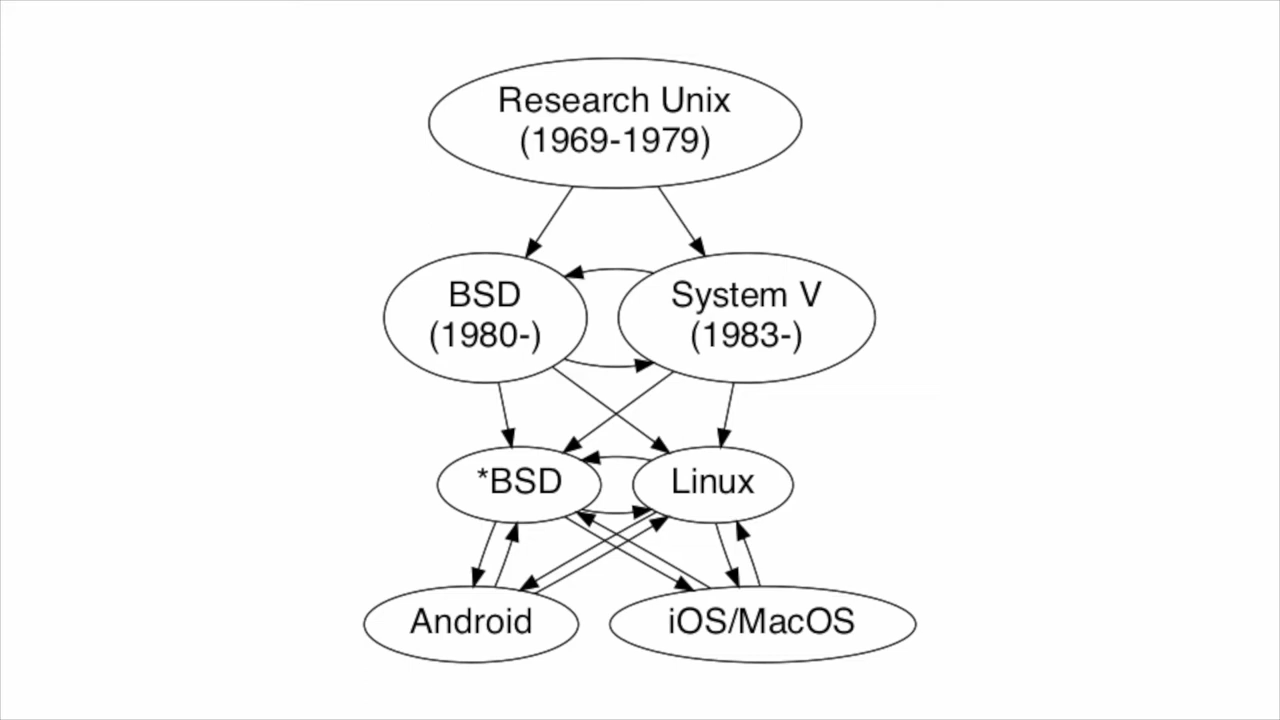 Research Unix
(1969-1979)
BSD
(1980-)
System V
(1983-)
*BSD
Linux
Android
iOS/MacOS